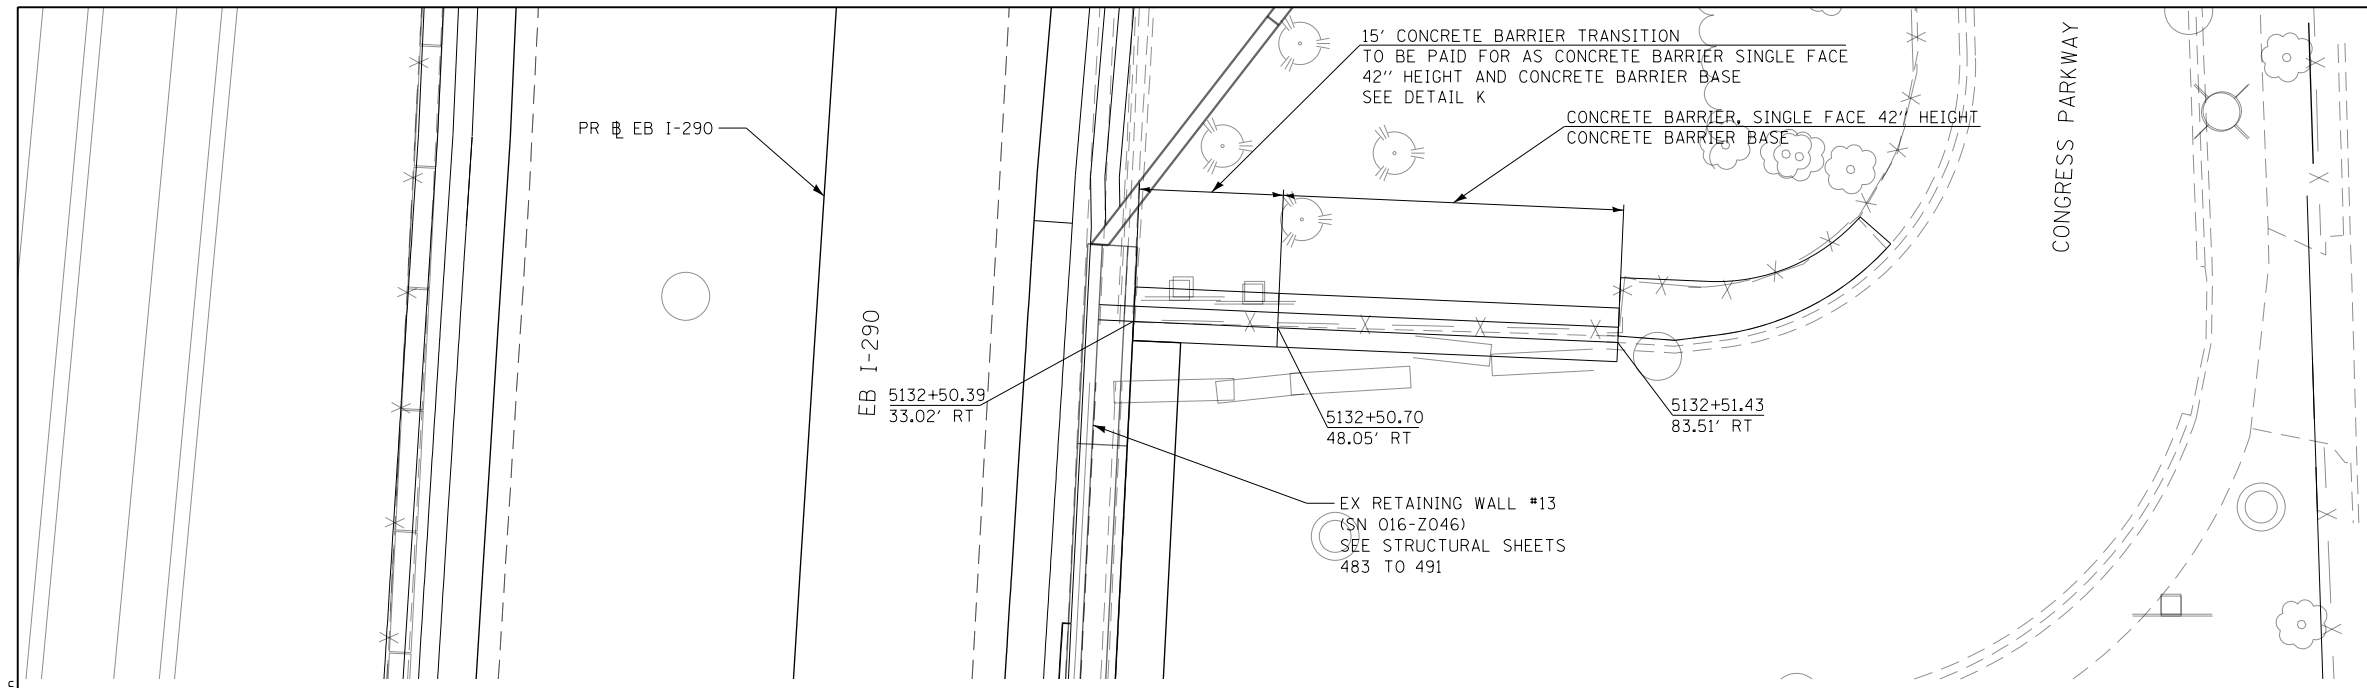 15' CONCRETE BARRIER TRANSITION
TO BE PAID FOR AS CONCRETE BARRIER SINGLE FACE
42'' HEIGHT AND CONCRETE BARRIER BASE
SEE DETAIL K
CONCRETE BARRIER, SINGLE FACE 42'' HEIGHT
CONCRETE BARRIER BASE
PR BL EB I-290
CONGRESS PARKWAY
EB I-290
5132+50.39
33.02' RT
5132+50.70
48.05' RT
5132+51.43
83.51' RT
EX RETAINING WALL #13
(SN 016-Z046)
SEE STRUCTURAL SHEETS
483 TO 491
c